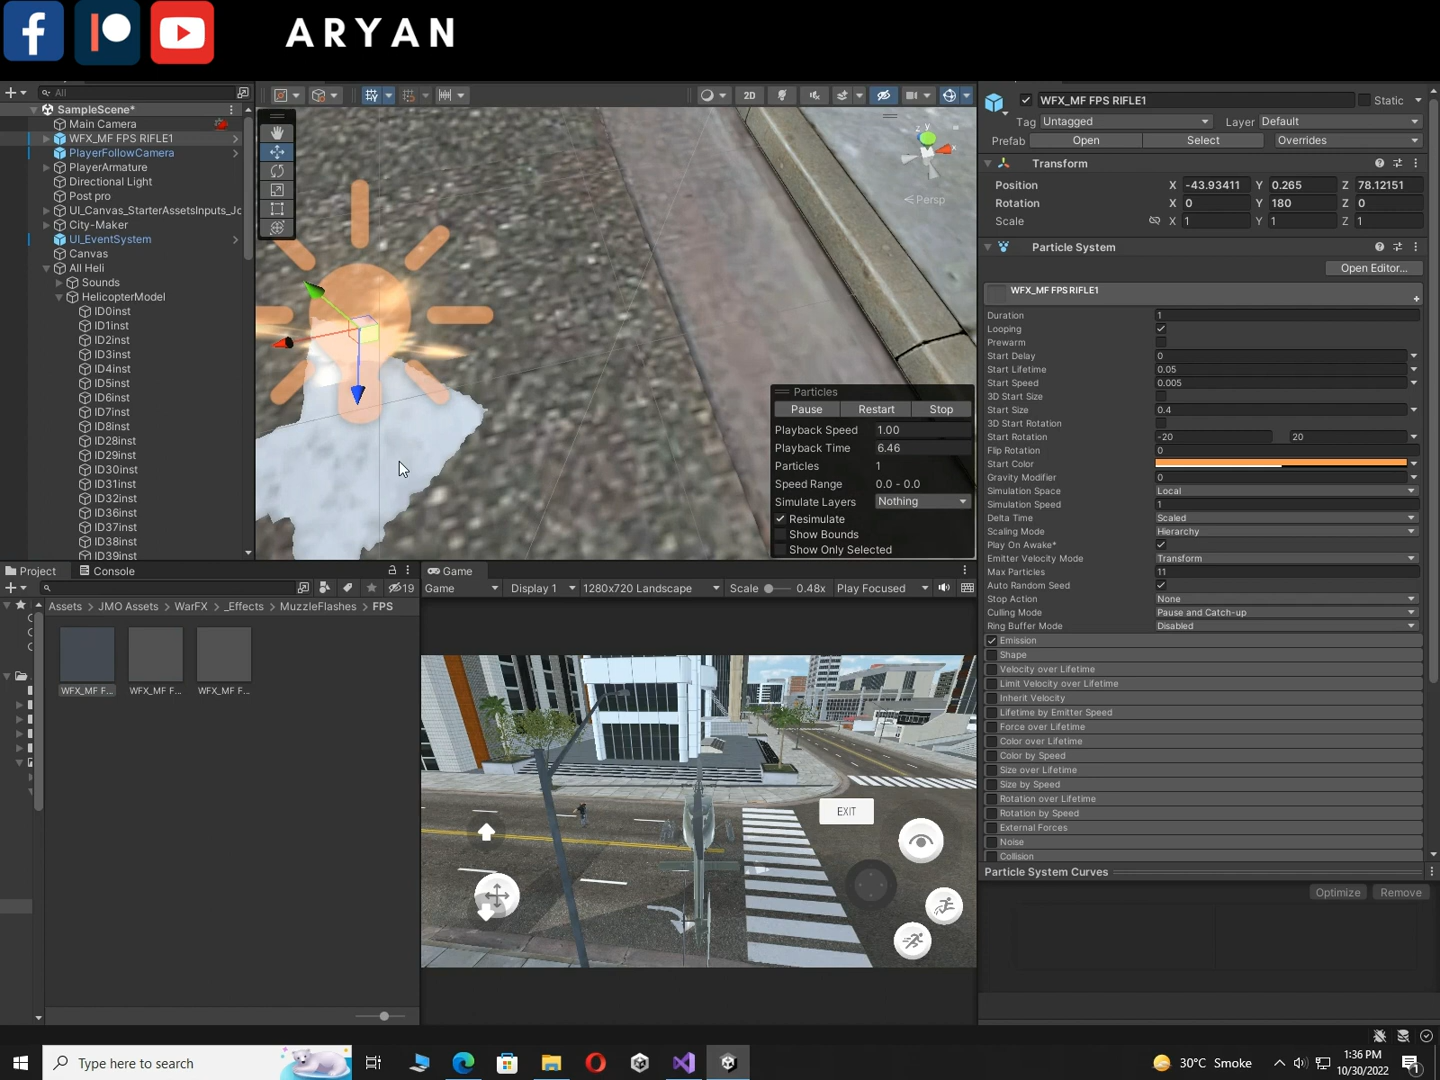 ARYAN
All
SampleScene*
Main Camera
WFX_MF FPS RIFLE1
PlayerFollowCamera
PlayerArmature
Directional Light
Post pro
UI_Canvas_StarterAssetsInputs_Jo
City-Maker
UI_EventSystem
Canvas
All Heli
Sounds
HelicopterModel
ID0inst
ID1inst
ID2inst
ID3inst
ID4inst
ID5inst
ID6inst
ID7inst
ID8inst
ID28inst
ID29inst
ID30inst
ID31inst
ID32inst
ID36inst
ID37inst
ID38inst
ID39inst
2D
y
x
Persp
Particles
Pause Restart Stop
Playback Speed 1.00
Playback Time 6.46
Particles 1
Speed Range 0.0 - 0.0
Simulate Layers Nothing
Resimulate
Show Bounds
Show Only Selected
WFX_MF FPS RIFLE1 Static
Tag Untagged Layer Default
Prefab Open Select Overrides
Transform
Position X -43.93411 Y 0.265 Z 78.12151
Rotation X 0 Y 180 Z 0
Scale X 1 Y 1 Z 1
Particle System
Open Editor...
WFX_MF FPS RIFLE1
Duration 1
Looping
Prewarm
Start Delay 0
Start Lifetime 0.05
Start Speed 0.005
3D Start Size
Start Size 0.4
3D Start Rotation
Start Rotation -20 20
Flip Rotation 0
Start Color
Gravity Modifier 0
Simulation Space Local
Simulation Speed 1
Delta Time Scaled
Scaling Mode Hierarchy
Play On Awake*
Emitter Velocity Mode Transform
Max Particles 11
Auto Random Seed
Stop Action None
Culling Mode Pause and Catch-up
Ring Buffer Mode Disabled
Emission
Shape
Velocity over Lifetime
Limit Velocity over Lifetime
Inherit Velocity
Lifetime by Emitter Speed
Force over Lifetime
Color over Lifetime
Color by Speed
Size over Lifetime
Size by Speed
Rotation over Lifetime
Rotation by Speed
External Forces
Noise
Collision
Particle System Curves
Optimize Remove
Project Console
19
Assets > JMO Assets > WarFX > _Effects > MuzzleFlashes > FPS
WFX_MF F... WFX_MF F... WFX_MF F...
Game
Game Display 1 1280x720 Landscape Scale 0.48x Play Focused
EXIT
Type here to search
30°C Smoke
1:36 PM
10/30/2022
1